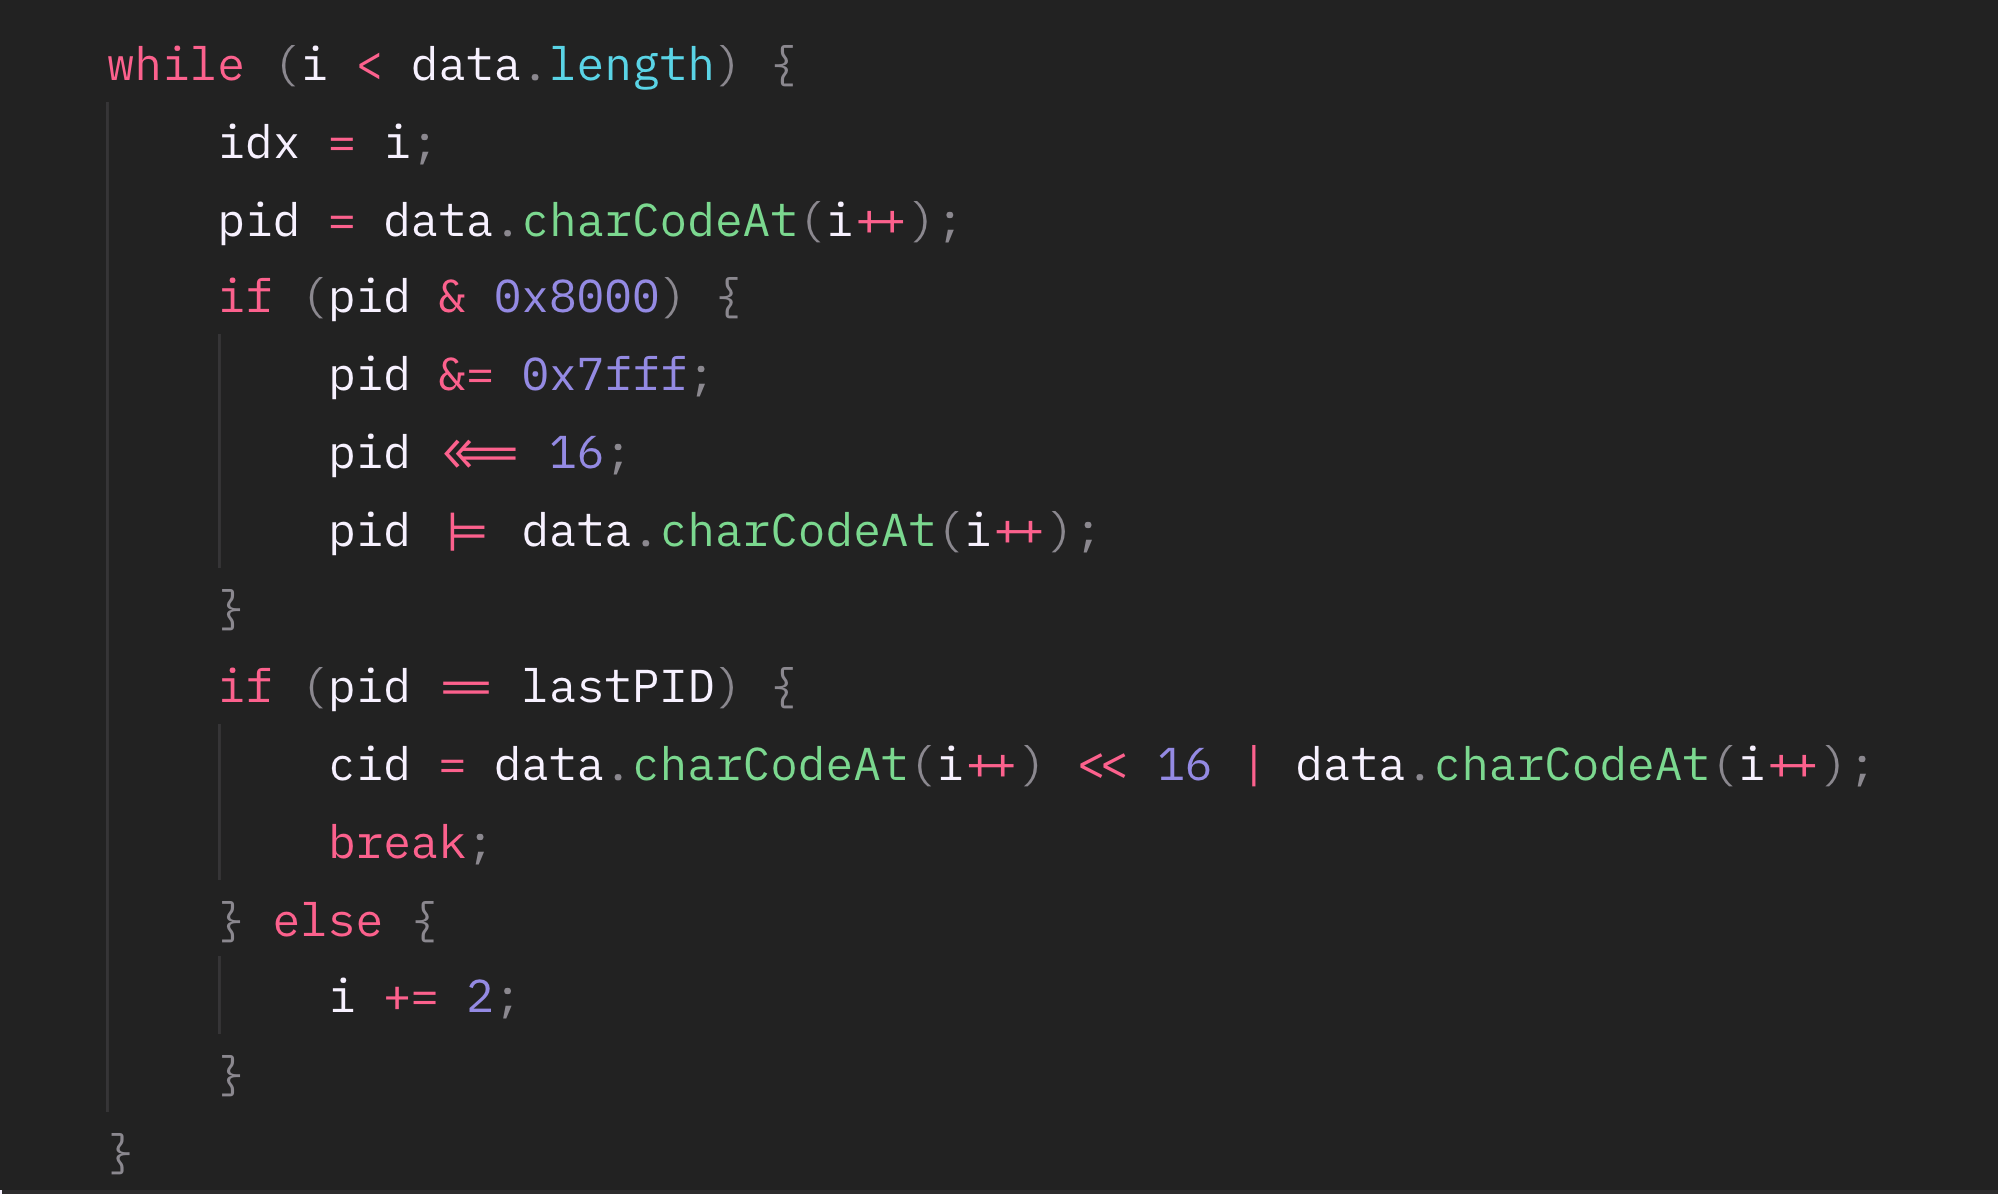 while (i < data.length) {
    idx = i;
    pid = data.charCodeAt(i++);
    if (pid & 0x8000) {
        pid &= 0x7fff;
        pid <<= 16;
        pid |= data.charCodeAt(i++);
    }
    if (pid == lastPID) {
        cid = data.charCodeAt(i++) << 16 | data.charCodeAt(i++);
        break;
    } else {
        i += 2;
    }
}